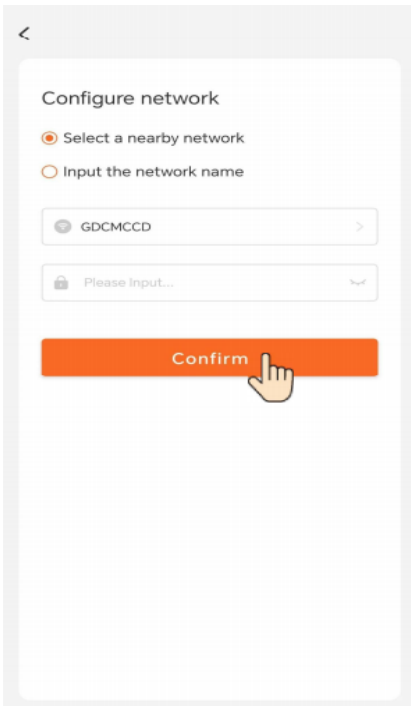 Configure network
Select a nearby network
Input the network name
GDCMCCD
Please Input...
Confirm